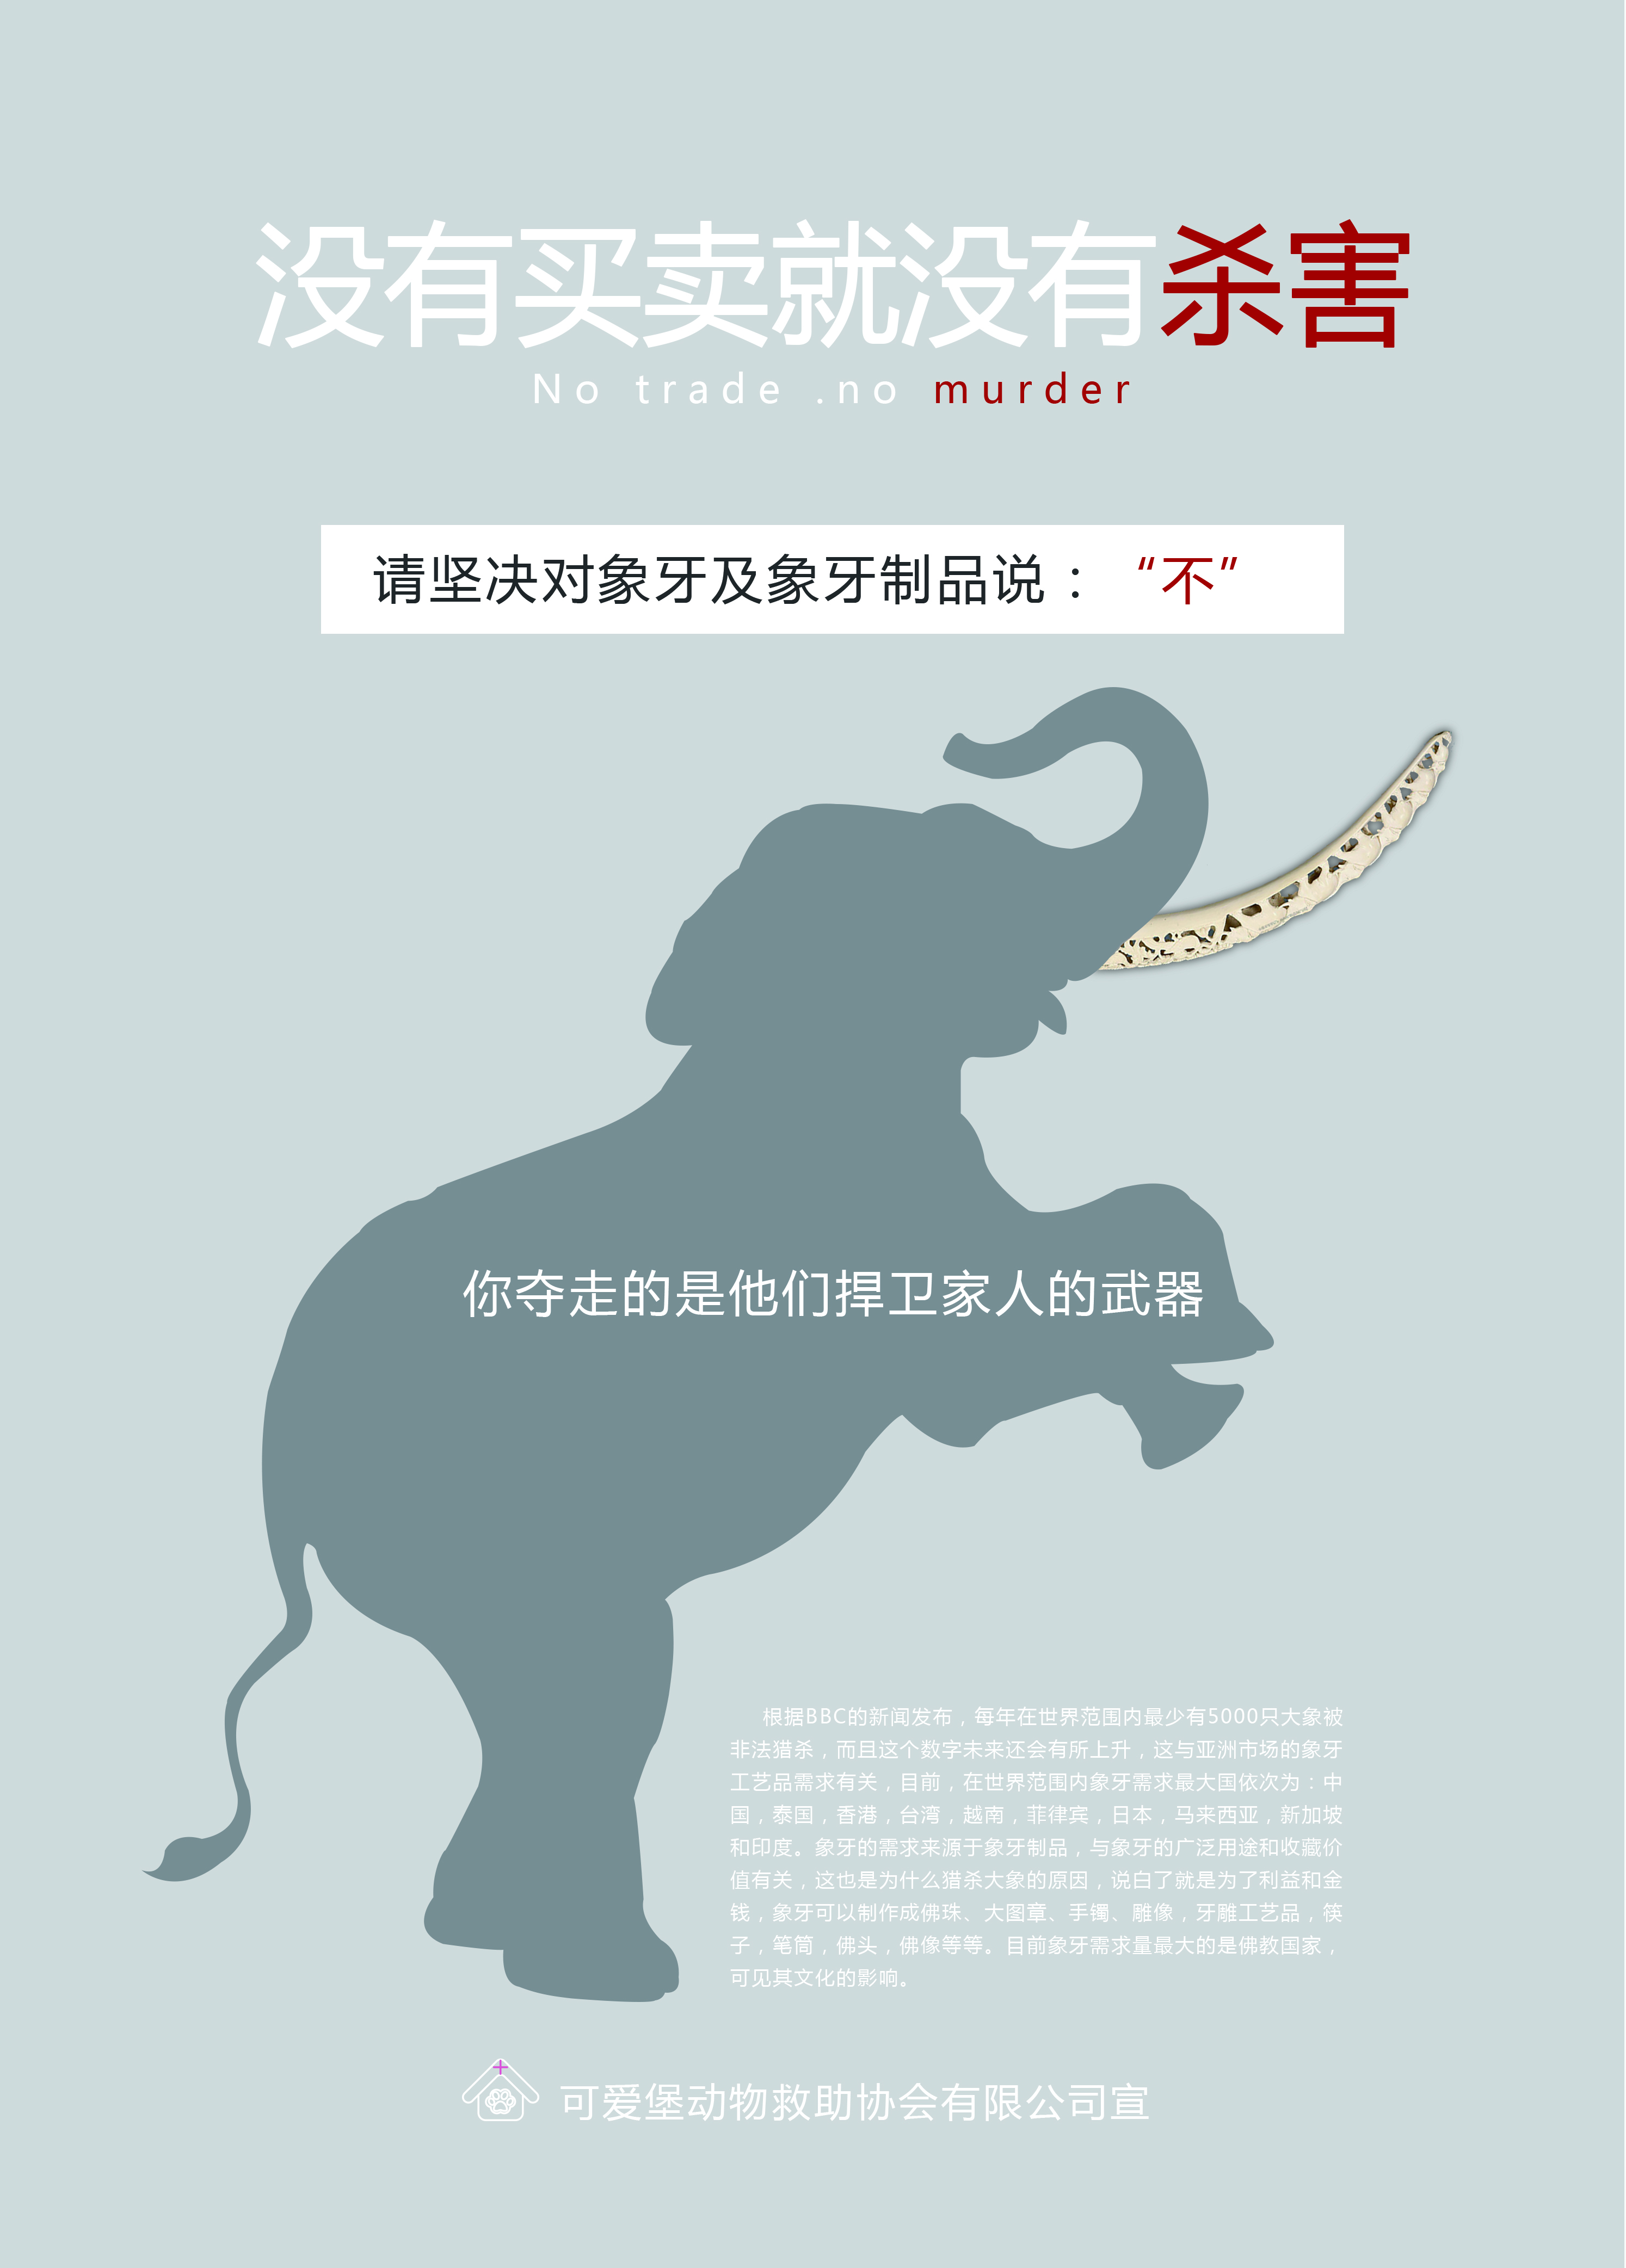 没有买卖就没有杀害
No trade .no murder
请坚决对象牙及象牙制品说：“不”
你夺走的是他们捍卫家人的武器
根据BBC的新闻发布，每年在世界范围内最少有5000只大象被
非法猎杀，而且这个数字未来还会有所上升，这与亚洲市场的象牙
工艺品需求有关，目前，在世界范围内象牙需求最大国依次为：中
国，泰国，香港，台湾，越南，菲律宾，日本，马来西亚，新加坡
和印度。象牙的需求来源于象牙制品，与象牙的广泛用途和收藏价
值有关，这也是为什么猎杀大象的原因，说白了就是为了利益和金
钱，象牙可以制作成佛珠、大图章、手镯、雕像，牙雕工艺品，筷
子，笔筒，佛头，佛像等等。目前象牙需求量最大的是佛教国家，
可见其文化的影响。
可爱堡动物救助协会有限公司宣